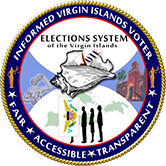 INFORMED VIRGIN ISLANDS VOTER
ELECTIONS SYSTEM
of the Virgin Islands
FAIR ★ ACCESSIBLE ★ TRANSPARENT